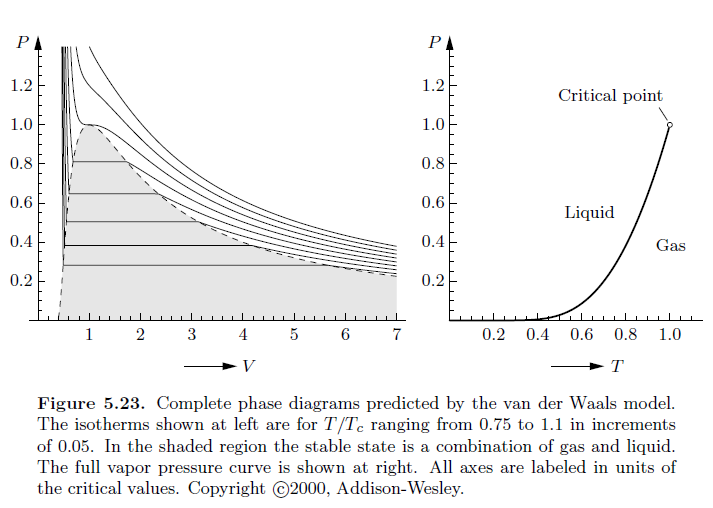 P
1.2
1.0
0.8
0.6
0.4
0.2
1 2 3 4 5 6 7
V
P
1.2
1.0
0.8
0.6
0.4
0.2
Critical point
Liquid
Gas
0.2 0.4 0.6 0.8 1.0
T
Figure 5.23. Complete phase diagrams predicted by the van der Waals model.
The isotherms shown at left are for T/Tc ranging from 0.75 to 1.1 in increments
of 0.05. In the shaded region the stable state is a combination of gas and liquid.
The full vapor pressure curve is shown at right. All axes are labeled in units of
the critical values. Copyright ©2000, Addison-Wesley.